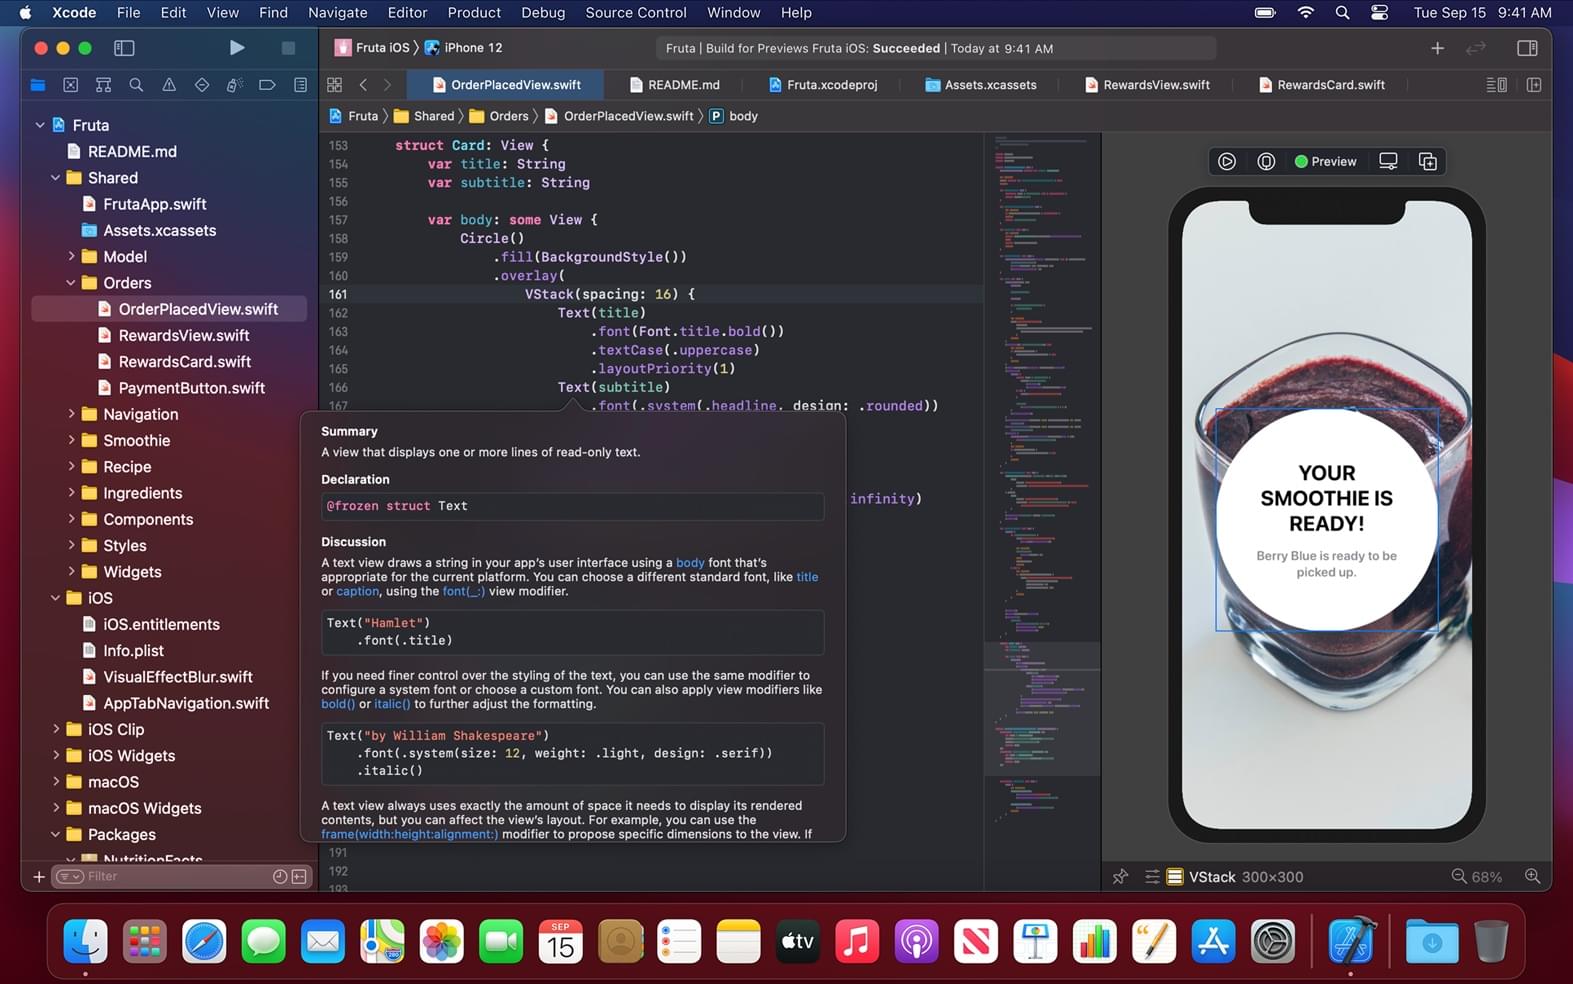 Xcode File Edit View Find Navigate Editor Product Debug Source Control Window Help
Tue Sep 15 9:41 AM
Fruta iOS iPhone 12
Fruta | Build for Previews Fruta iOS: Succeeded | Today at 9:41 AM
OrderPlacedView.swift README.md Fruta.xcodeproj Assets.xcassets RewardsView.swift RewardsCard.swift
Fruta Shared Orders OrderPlacedView.swift P body
Fruta
README.md
Shared
FrutaApp.swift
Assets.xcassets
Model
Orders
OrderPlacedView.swift
RewardsView.swift
RewardsCard.swift
PaymentButton.swift
Navigation
Smoothie
Recipe
Ingredients
Components
Styles
Widgets
iOS
iOS.entitlements
Info.plist
VisualEffectBlur.swift
AppTabNavigation.swift
iOS Clip
iOS Widgets
macOS
macOS Widgets
Packages
NutritionFacts
Filter
153 struct Card: View {
154 var title: String
155 var subtitle: String
156
157 var body: some View {
158 Circle()
159 .fill(BackgroundStyle())
160 .overlay(
161 VStack(spacing: 16) {
162 Text(title)
163 .font(Font.title.bold())
164 .textCase(.uppercase)
165 .layoutPriority(1)
166 Text(subtitle)
167 .font(.system(.headline, design: .rounded))
infinity)
Summary
A view that displays one or more lines of read-only text.
Declaration
@frozen struct Text
Discussion
A text view draws a string in your app's user interface using a body font that's
appropriate for the current platform. You can choose a different standard font, like title
or caption, using the font(_:) view modifier.
Text("Hamlet")
.font(.title)
If you need finer control over the styling of the text, you can use the same modifier to
configure a system font or choose a custom font. You can also apply view modifiers like
bold() or italic() to further adjust the formatting.
Text("by William Shakespeare")
.font(.system(size: 12, weight: .light, design: .serif))
.italic()
A text view always uses exactly the amount of space it needs to display its rendered
contents, but you can affect the view's layout. For example, you can use the
frame(width:height:alignment:) modifier to propose specific dimensions to the view. If
191
192
193
Preview
YOUR
SMOOTHIE IS
READY!
Berry Blue is ready to be
picked up.
VStack 300×300
68%
SEP
15
tv